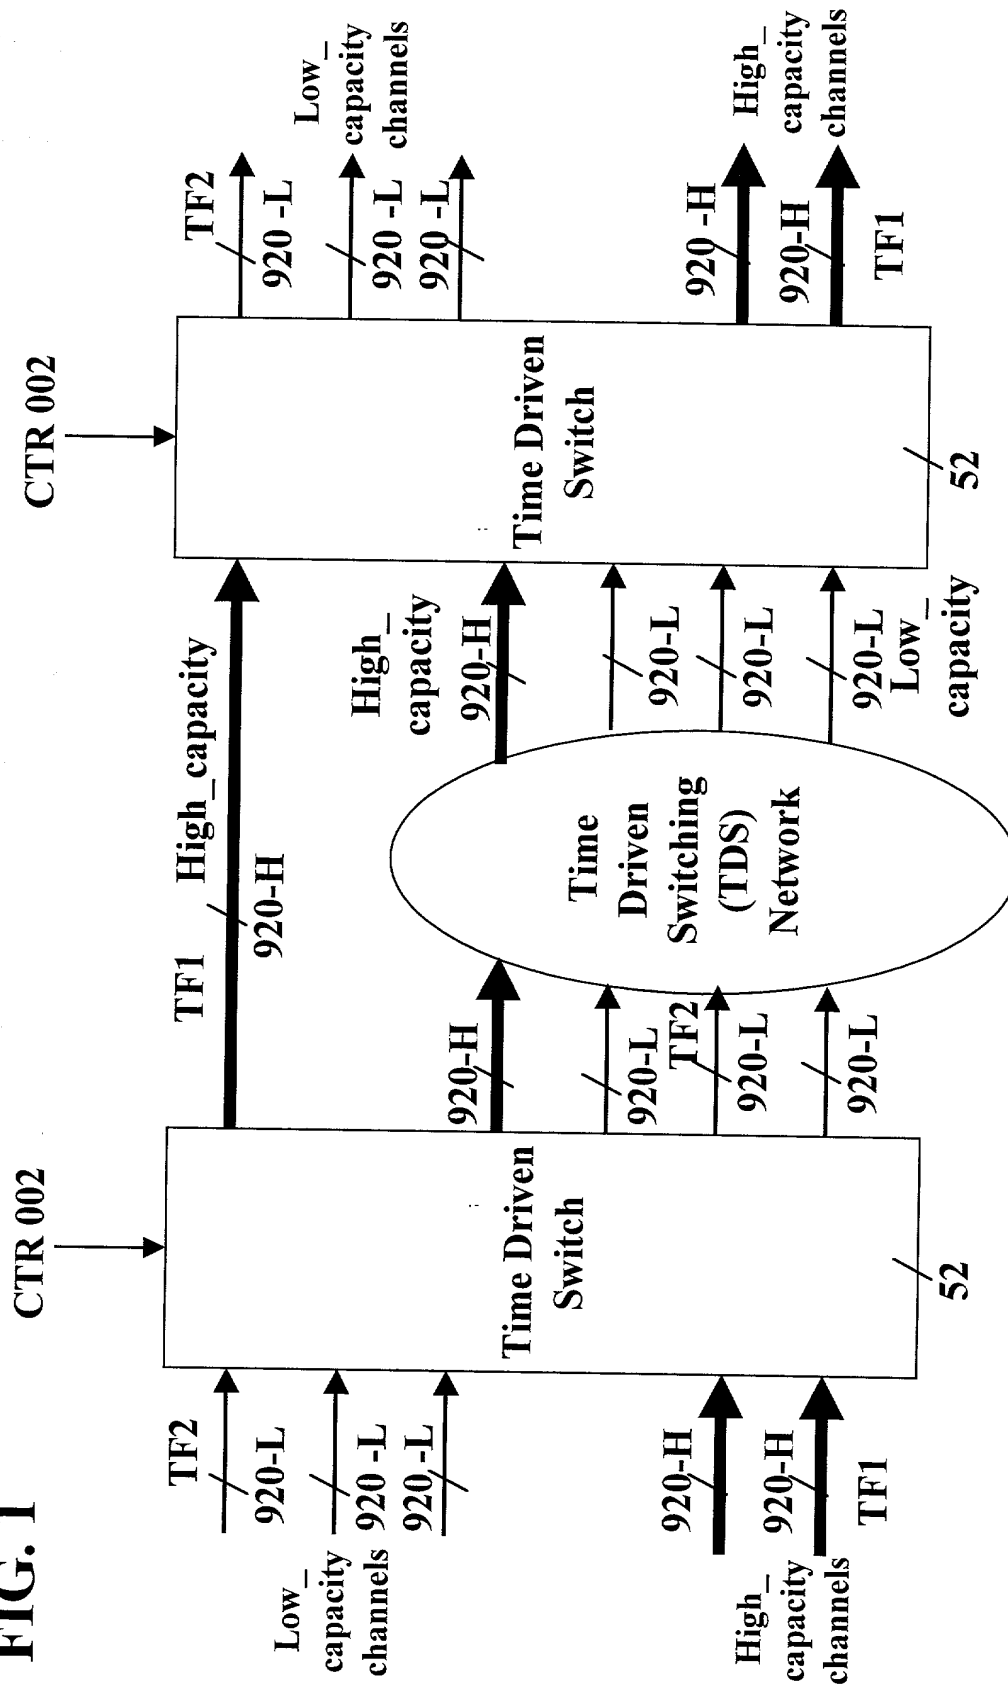 FIG. 1
CTR 002
CTR 002
TF2
920-L
Low_
capacity
channels
920 -L
920 -L
920-H
High_
capacity
channels
920-H
TF1
Time Driven
Switch
52
TF1
High_capacity
920-H
920-H
920-L
TF2
920-L
920-L
Time
Driven
Switching
(TDS)
Network
High_
capacity
920-H
920-L
920-L
920-L
Low_
capacity
Time Driven
Switch
52
TF2
920 -L
Low_
capacity
channels
920 -L
920 -L
920 -H
High_
capacity
channels
920-H
TF1